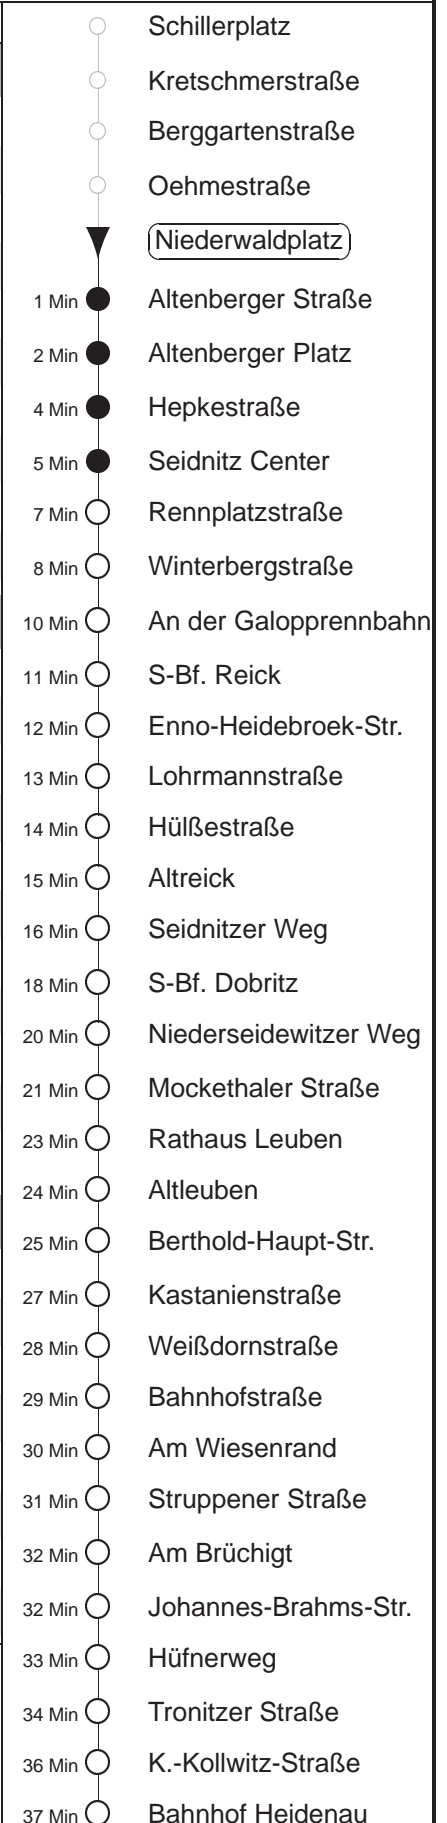 Schillerplatz
Kretschmerstraße
Berggartenstraße
Oehmestraße
Niederwaldplatz
1 Min Altenberger Straße
2 Min Altenberger Platz
4 Min Hepkestraße
5 Min Seidnitz Center
7 Min Rennplatzstraße
8 Min Winterbergstraße
10 Min An der Galopprennbahn
11 Min S-Bf. Reick
12 Min Enno-Heidebroek-Str.
13 Min Lohrmannstraße
14 Min Hülßestraße
15 Min Altreick
16 Min Seidnitzer Weg
18 Min S-Bf. Dobritz
20 Min Niederseidewitzer Weg
21 Min Mockethaler Straße
23 Min Rathaus Leuben
24 Min Altleuben
25 Min Berthold-Haupt-Str.
27 Min Kastanienstraße
28 Min Weißdornstraße
29 Min Bahnhofstraße
30 Min Am Wiesenrand
31 Min Struppener Straße
32 Min Am Brüchigt
32 Min Johannes-Brahms-Str.
33 Min Hüfnerweg
34 Min Tronitzer Straße
36 Min K.-Kollwitz-Straße
37 Min Bahnhof Heidenau